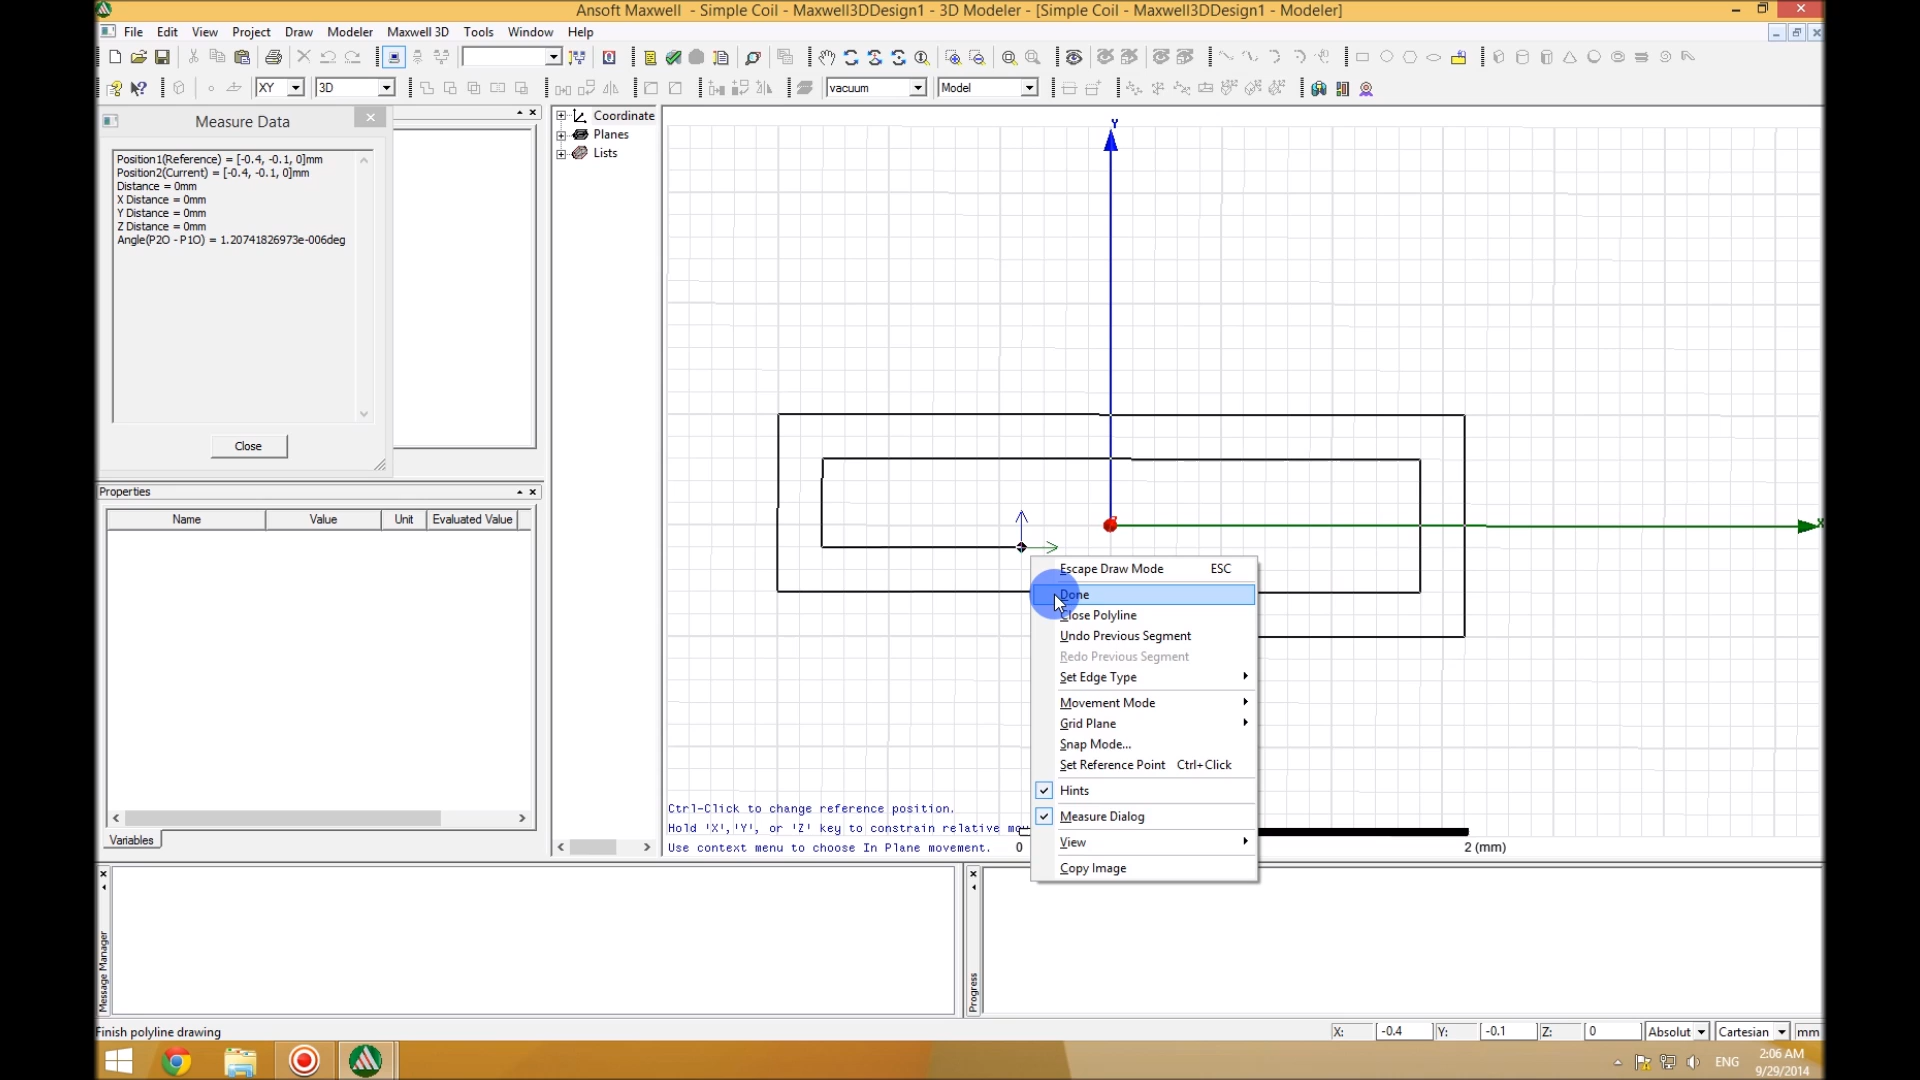 Ansoft Maxwell - Simple Coil - Maxwell3DDesign1 - 3D Modeler - [Simple Coil - Maxwell3DDesign1 - Modeler]
File Edit View Project Draw Modeler Maxwell 3D Tools Window Help
XY 3D vacuum Model
Measure Data
Position1(Reference) = [-0.4, -0.1, 0]mm
Position2(Current) = [-0.4, -0.1, 0]mm
Distance = 0mm
X Distance = 0mm
Y Distance = 0mm
Z Distance = 0mm
Angle(P2O - P1O) = 1.20741826973e-006deg
Close
Coordinate
Planes
Lists
Properties
Name Value Unit Evaluated Value
Variables
Y
X
Escape Draw Mode ESC
Done
Close Polyline
Undo Previous Segment
Redo Previous Segment
Set Edge Type
Movement Mode
Grid Plane
Snap Mode...
Set Reference Point Ctrl+Click
Hints
Measure Dialog
View
Copy Image
Ctrl-Click to change reference position.
Hold 'X','Y', or 'Z' key to constrain relative
Use context menu to choose In Plane movement.
0 2 (mm)
Message Manager
Progress
Finish polyline drawing
X: -0.4 Y: -0.1 Z: 0 Absolut Cartesian mm
ENG
2:06 AM
9/29/2014